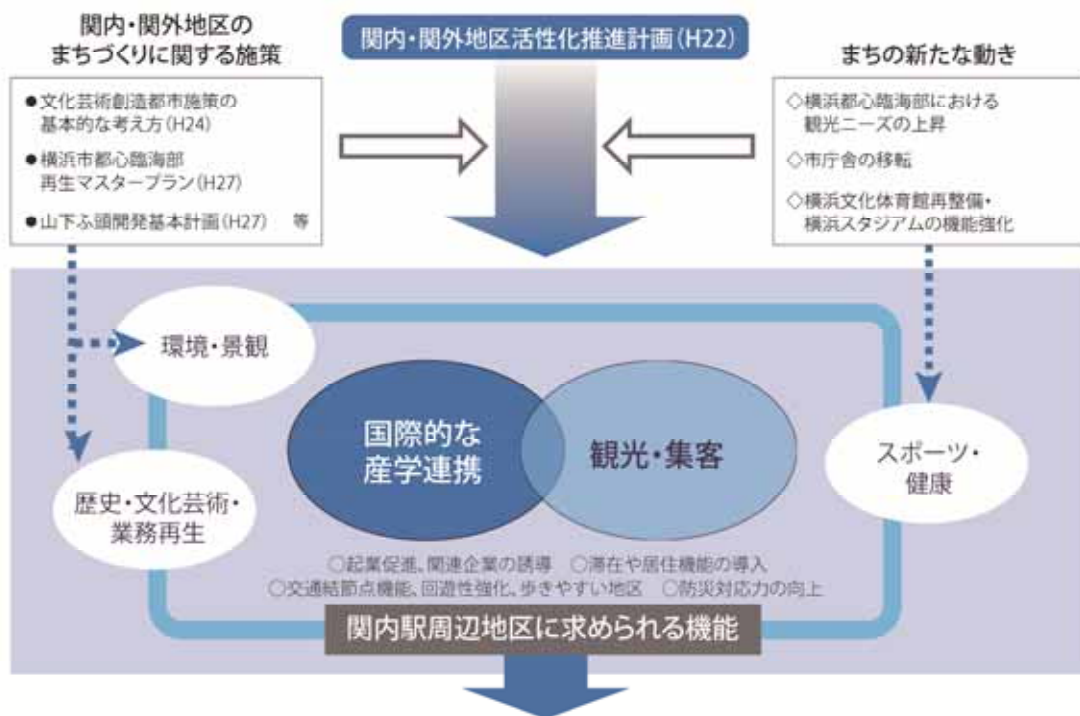 関内・関外地区の
まちづくりに関する施策
●文化芸術創造都市施策の
基本的な考え方(H24)
●横浜市都心臨海部
再生マスタープラン(H27)
●山下ふ頭開発基本計画(H27) 等
関内・関外地区活性化推進計画(H22)
まちの新たな動き
◇横浜都心臨海部における
観光ニーズの上昇
◇市庁舎の移転
◇横浜文化体育館再整備・
横浜スタジアムの機能強化
環境・景観
歴史・文化芸術・
業務再生
国際的な
産学連携
観光・集客
スポーツ・
健康
○起業促進、関連企業の誘導 ○滞在や居住機能の導入
○交通結節点機能、回遊性強化、歩きやすい地区 ○防災対応力の向上
関内駅周辺地区に求められる機能